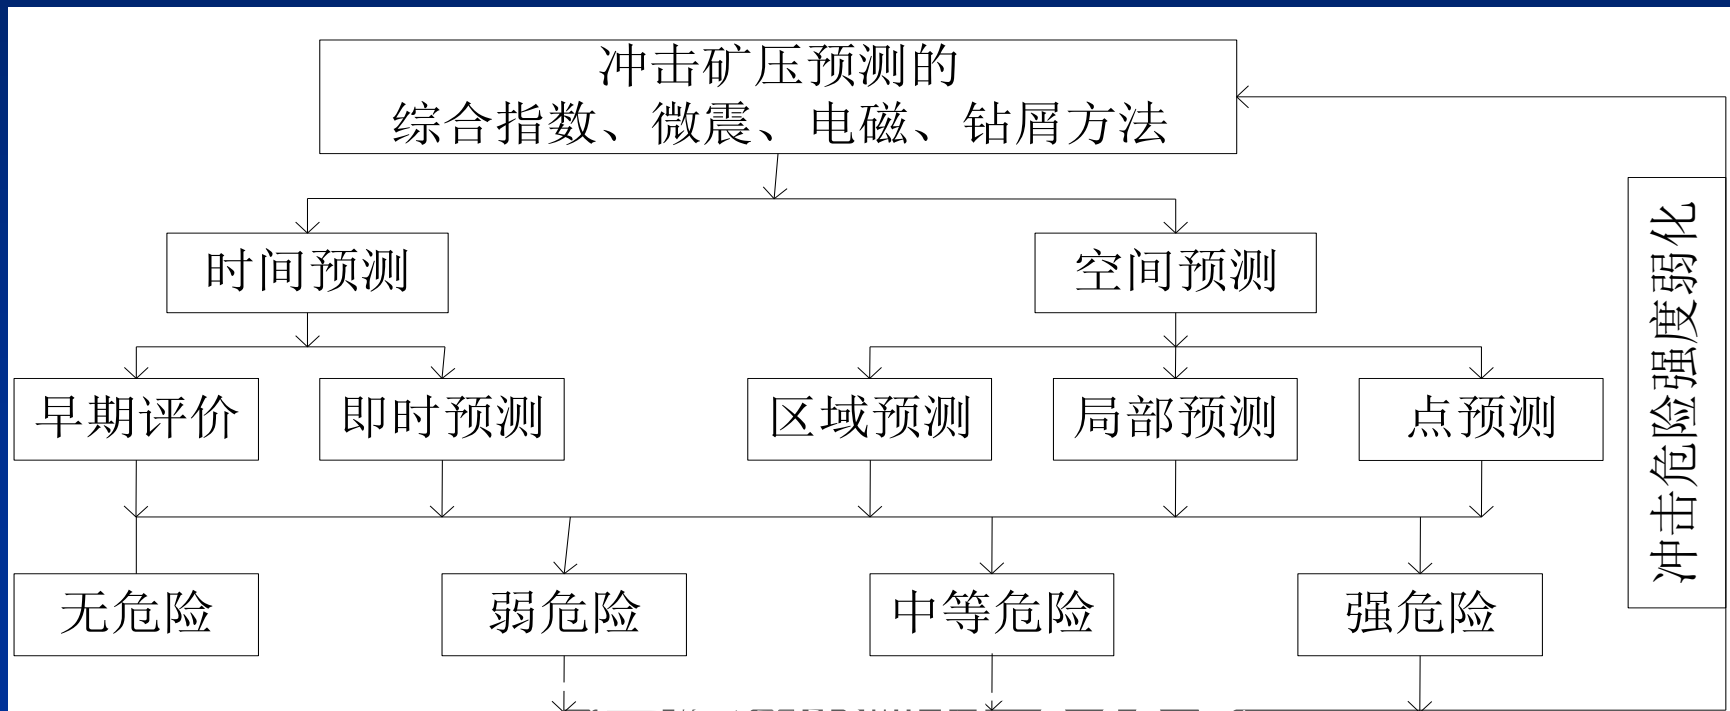 冲击矿压预测的
综合指数、微震、电磁、钻屑方法
时间预测
空间预测
早期评价
即时预测
区域预测
局部预测
点预测
无危险
弱危险
中等危险
强危险
冲击危险强度弱化